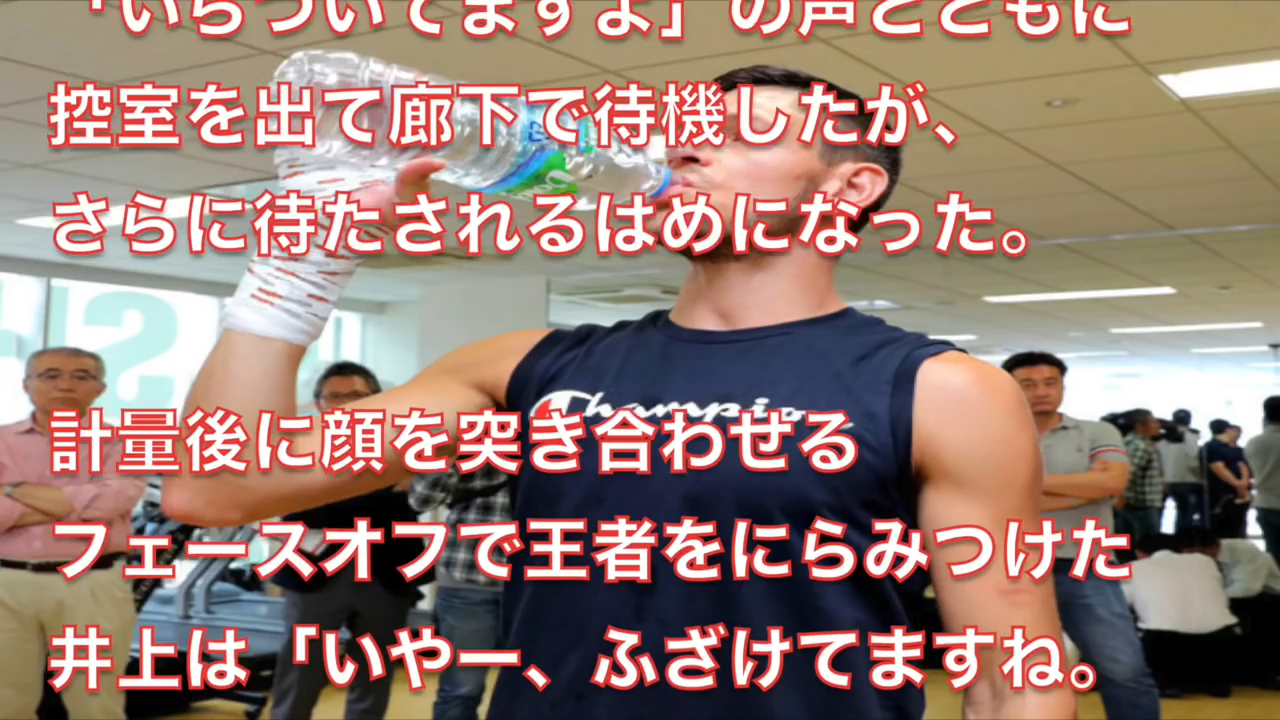 「いらついてますよ」の声とともに
控室を出て廊下で待機したが、
さらに待たされるはめになった。
Champion
計量後に顔を突き合わせる
フェースオフで王者をにらみつけた
井上は「いやー、ふざけてますね。